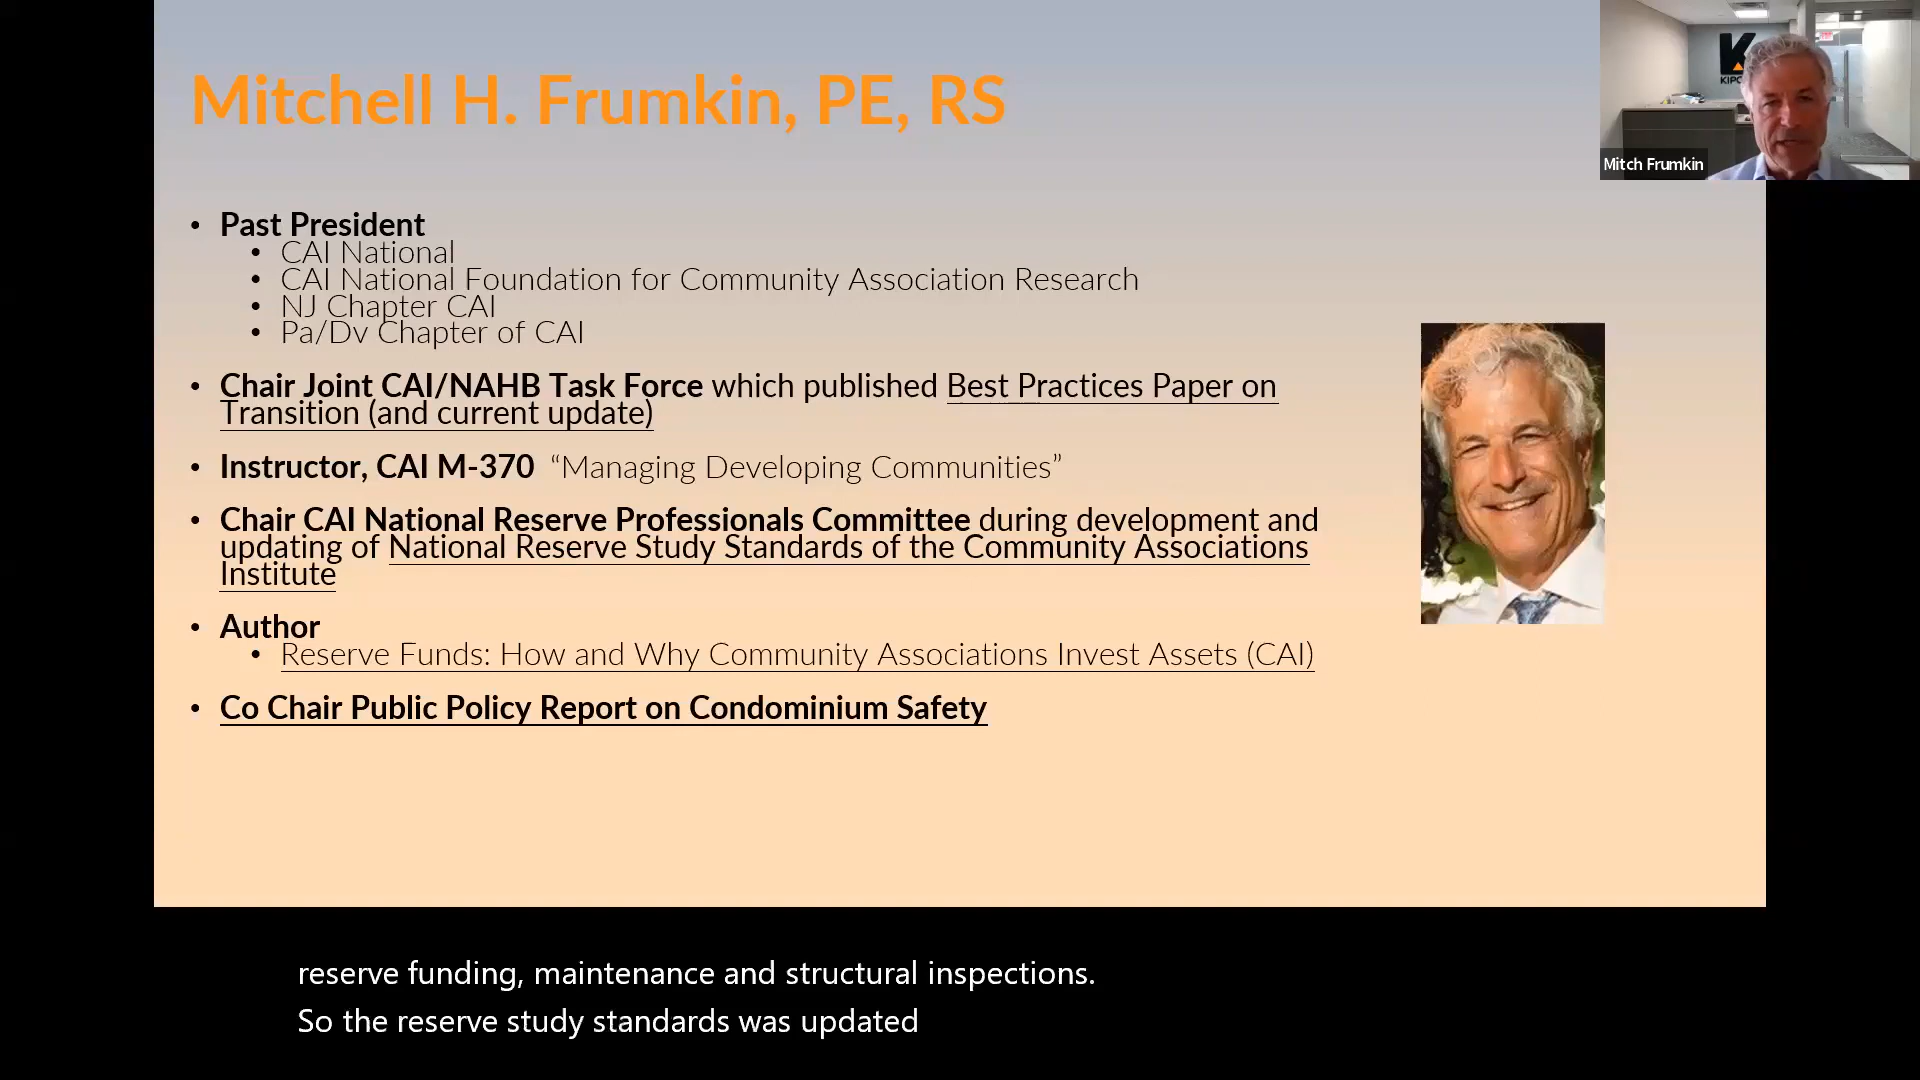 Mitchell H. Frumkin, PE, RS
K
Mitch Frumkin
• Past President
• CAI National
• CAI National Foundation for Community Association Research
• NJ Chapter CAI
• Pa/Dv Chapter of CAI
• Chair Joint CAI/NAHB Task Force which published Best Practices Paper on
Transition (and current update)
• Instructor, CAI M-370 “Managing Developing Communities”
• Chair CAI National Reserve Professionals Committee during development and
updating of National Reserve Study Standards of the Community Associations
Institute
• Author
• Reserve Funds: How and Why Community Associations Invest Assets (CAI)
• Co Chair Public Policy Report on Condominium Safety
reserve funding, maintenance and structural inspections.
So the reserve study standards was updated